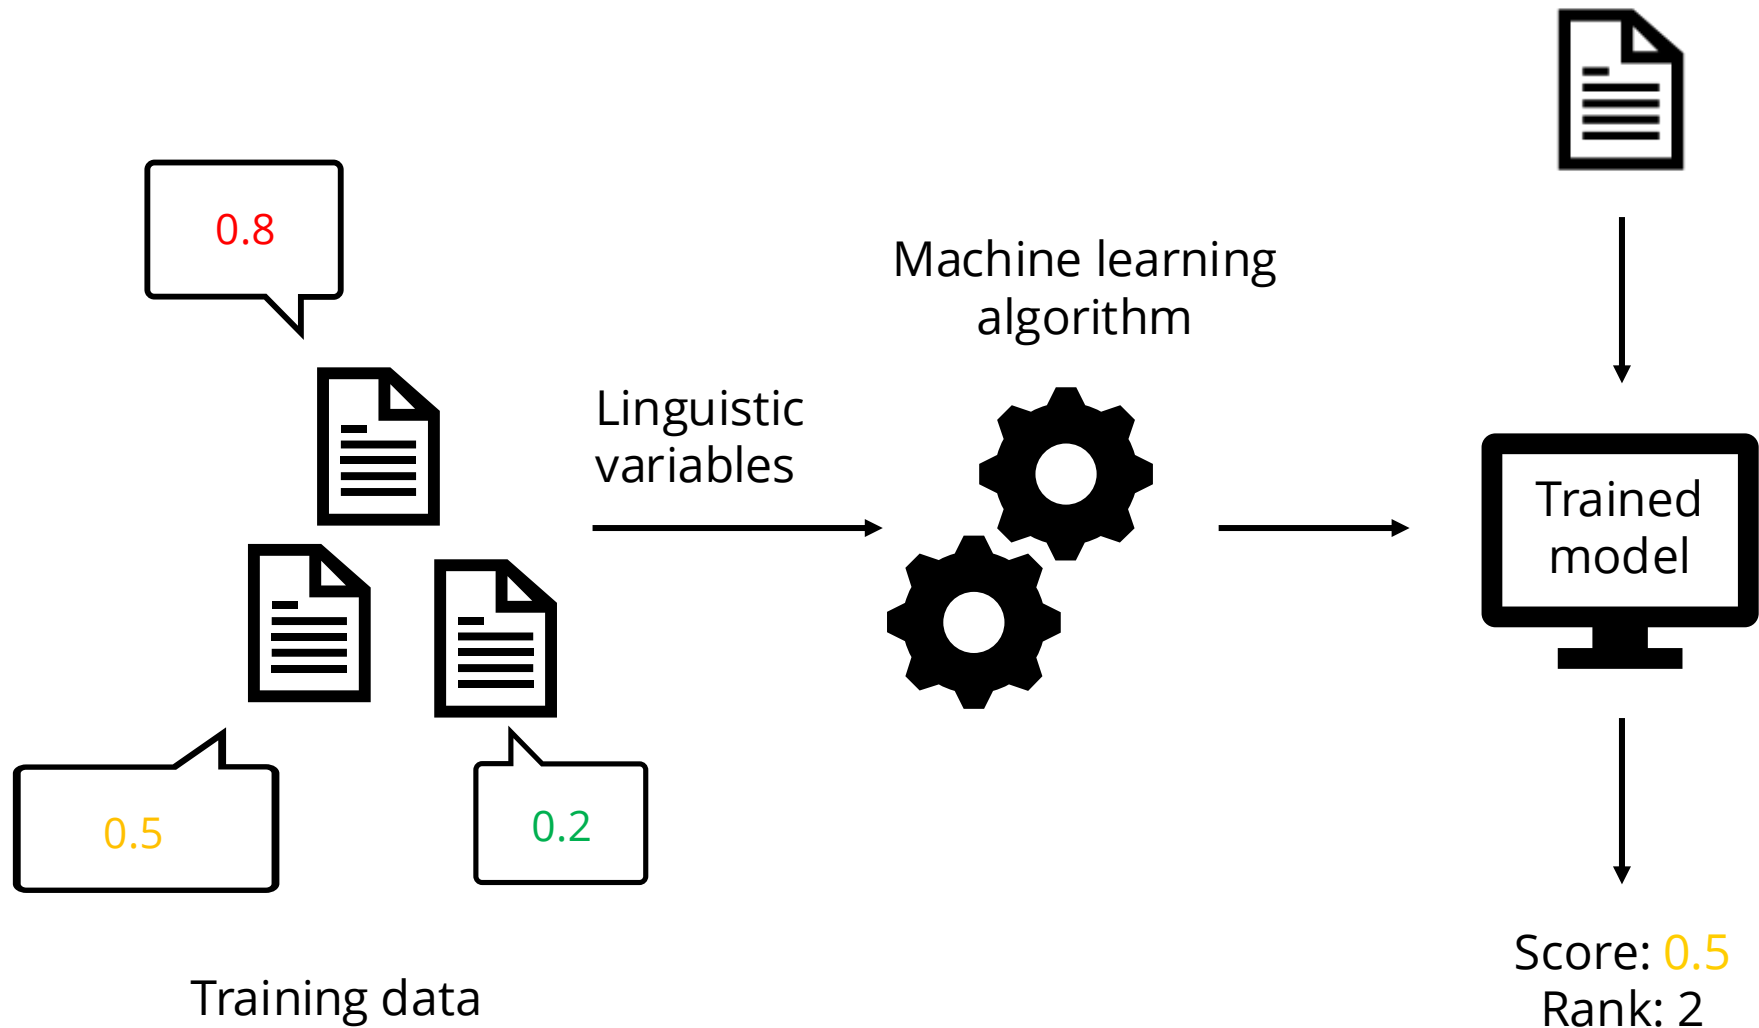 0.8
Machine learning
algorithm
Linguistic
variables
Trained
model
0.5
0.2
Score: 0.5
Rank: 2
Training data